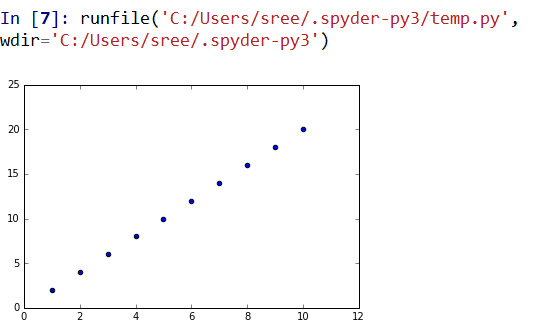 In [7]: runfile('C:/Users/sree/.spyder-py3/temp.py',
wdir='C:/Users/sree/.spyder-py3')
25
20
15
10
5
0
0 2 4 6 8 10 12